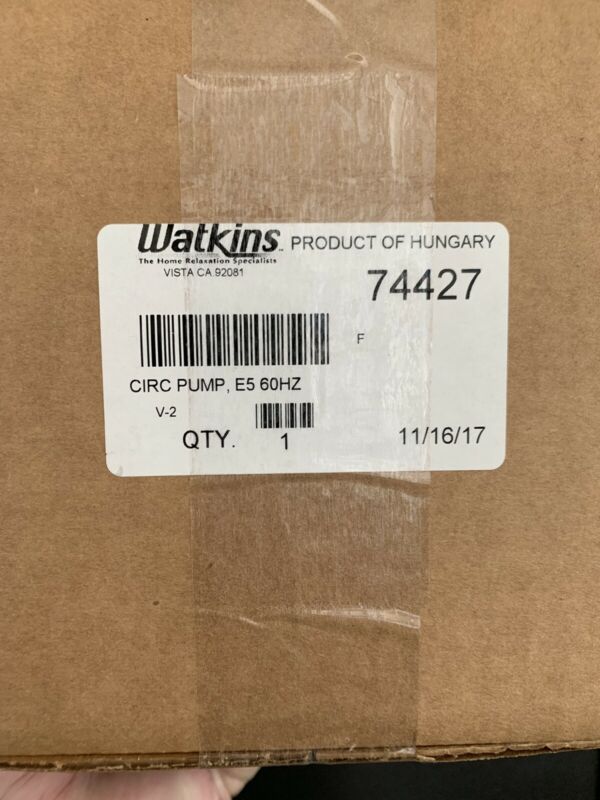 Watkins™ PRODUCT OF HUNGARY
The Home Relaxation Specialists
VISTA CA.92081
74427
F
CIRC PUMP, E5 60HZ
V-2
QTY. 1 11/16/17